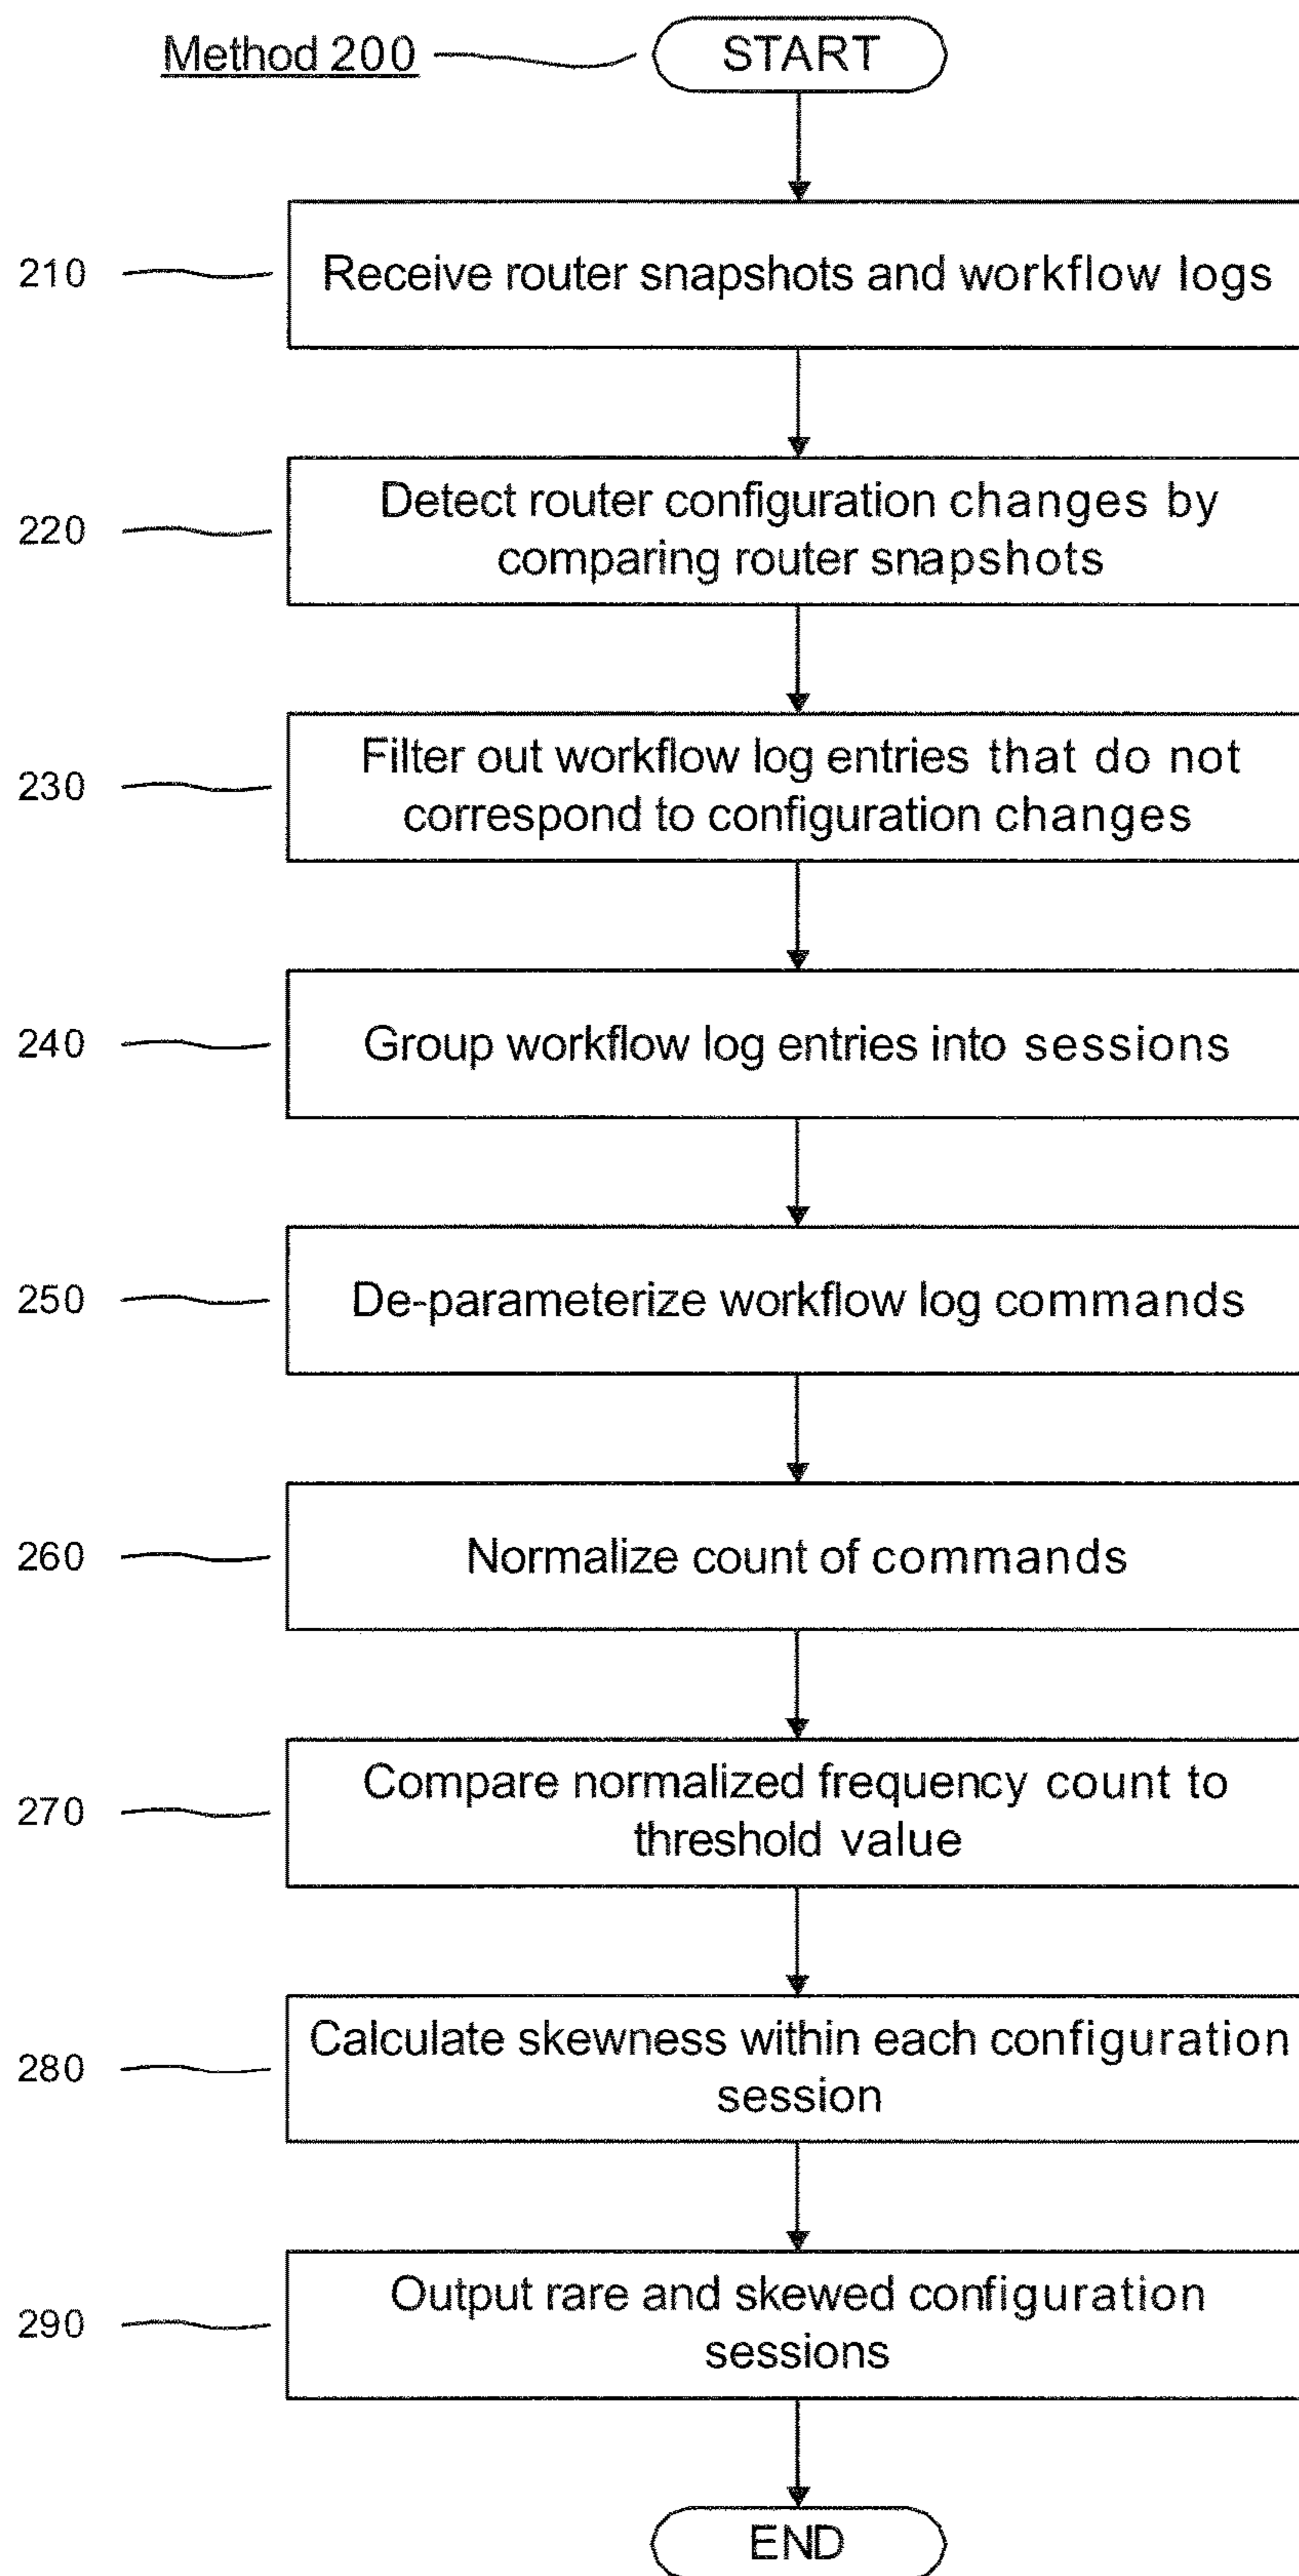 Method 200
START
210
Receive router snapshots and workflow logs
220
Detect router configuration changes by
comparing router snapshots
230
Filter out workflow log entries that do not
correspond to configuration changes
240
Group workflow log entries into sessions
250
De-parameterize workflow log commands
260
Normalize count of commands
270
Compare normalized frequency count to
threshold value
280
Calculate skewness within each configuration
session
290
Output rare and skewed configuration
sessions
END